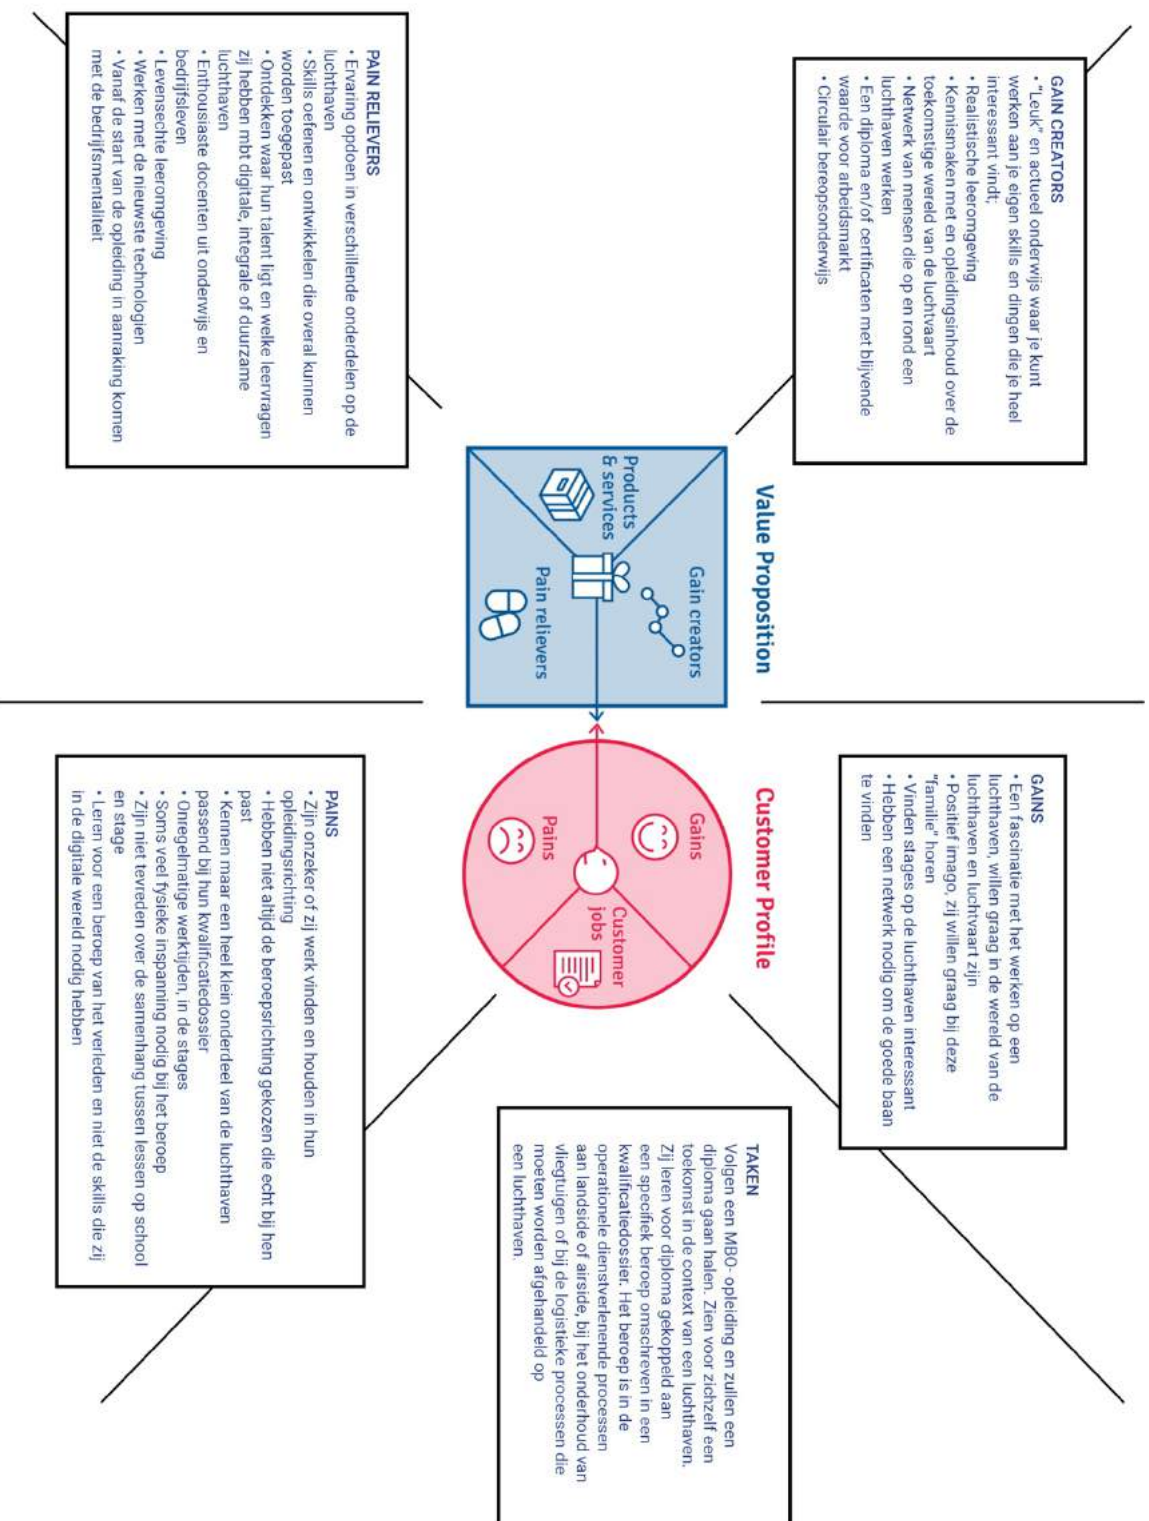 GAIN CREATORS
• "Leuk" en actueel onderwijs waar je kunt
werken aan je eigen skills en dingen die je heel
interessant vindt;
• Realistische leeromgeving
• Kennismaken met en opleidingsinhoud over de
toekomstige wereld van de luchtvaart
• Netwerk van mensen die op en rond een
luchthaven werken
• Een diploma en/of certificaten met blijvende
waarde voor arbeidsmarkt
• Circulair bereopsonderwijs
PAIN RELIEVERS
• Ervaring opdoen in verschillende onderdelen op de
luchthaven
• Skills oefenen en ontwikkelen die overal kunnen
worden toegepast
• Ontdekken waar hun talent ligt en welke leervragen
zij hebben mbt digitale, integrale of duurzame
luchthaven
• Enthousiaste docenten uit onderwijs en
bedrijfsleven
• Levensechte leeromgeving
• Werken met de nieuwste technologien
• Vanaf de start van de opleiding in aanraking komen
met de bedrijfsmentaliteit
Value Proposition
Gain creators
Products
& services
Pain relievers
Customer Profile
Gains
Customer
jobs
Pains
GAINS
• Een fascinatie met het werken op een
luchthaven, willen graag in de wereld van de
luchthaven en luchtvaart zijn
• Positief imago, zij willen graag bij deze
"familie" horen
• Vinden stages op de luchthaven interessant
• Hebben een netwerk nodig om de goede baan
te vinden
TAKEN
Volgen een MBO- opleiding en zullen een
diploma gaan halen. Zien voor zichzelf een
toekomst in de context van een luchthaven.
Zij leren voor diploma gekoppeld aan
een specifiek beroep omschreven in een
kwalificatiedossier. Het beroep is in de
operationele dienstverlenende processen
aan landside of airside, bij het onderhoud van
vliegtuigen of bij de logistieke processen die
moeten worden afgehandeld op
een luchthaven.
PAINS
• Zijn onzeker of zij werk vinden en houden in hun
opleidingsrichting
• Hebben niet altijd de beroepsrichting gekozen die echt bij hen
past
• Kennen maar een heel klein onderdeel van de luchthaven
passend bij hun kwalificatiedossier
• Onregelmatige werktijden, in de stages
• Soms veel fysieke inspanning nodig bij het beroep
• Zijn niet tevreden over de samenhang tussen lessen op school
en stage
• Leren voor een beroep van het verleden en niet de skills die zij
in de digitale wereld nodig hebben